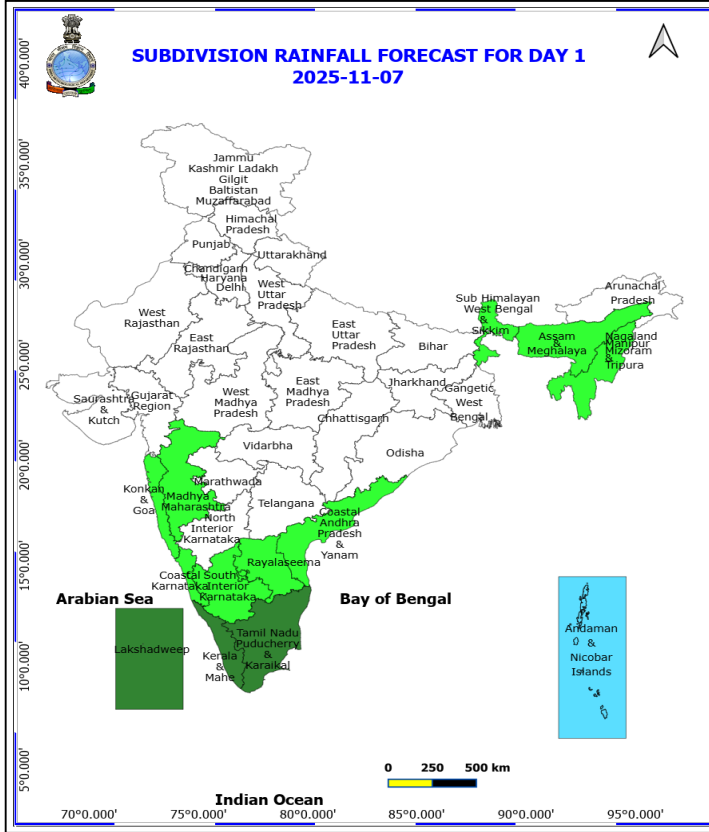 SUBDIVISION RAINFALL FORECAST FOR DAY 1
2025-11-07
40°0.000'
35°0.000'
30°0.000'
25°0.000'
20°0.000'
15°0.000'
10°0.000'
5°0.000'
Jammu
Kashmir Ladakh
Gilgit
Baltistan
Muzaffarabad
Himachal
Pradesh
Punjab
Uttarakhand
Chandigarh
Haryana
Delhi
West
Uttar
Pradesh
West
Rajasthan
East
Rajasthan
East
Uttar
Pradesh
Bihar
Sub Himalayan
West Bengal
&
Sikkim
Arunachal
Pradesh
Assam
&
Meghalaya
Nagaland
Manipur
Mizoram
&
Tripura
Saurashtra
&
Kutch
Gujarat
Region
West
Madhya
Pradesh
East
Madhya
Pradesh
Jharkhand
Gangetic
West
Bengal
Chhattisgarh
Odisha
Vidarbha
Konkan
&
Goa
Madhya
Maharashtra
Marathwada
Telangana
North
Interior
Karnataka
Coastal
Andhra
Pradesh
&
Yanam
Rayalaseema
Coastal
Karnataka
South
Interior
Karnataka
Arabian Sea
Bay of Bengal
Lakshadweep
Kerala
&
Mahe
Tamil Nadu
Puducherry
&
Karaikal
Andaman
&
Nicobar
Islands
0 250 500 km
Indian Ocean
70°0.000' 75°0.000' 80°0.000' 85°0.000' 90°0.000' 95°0.000'